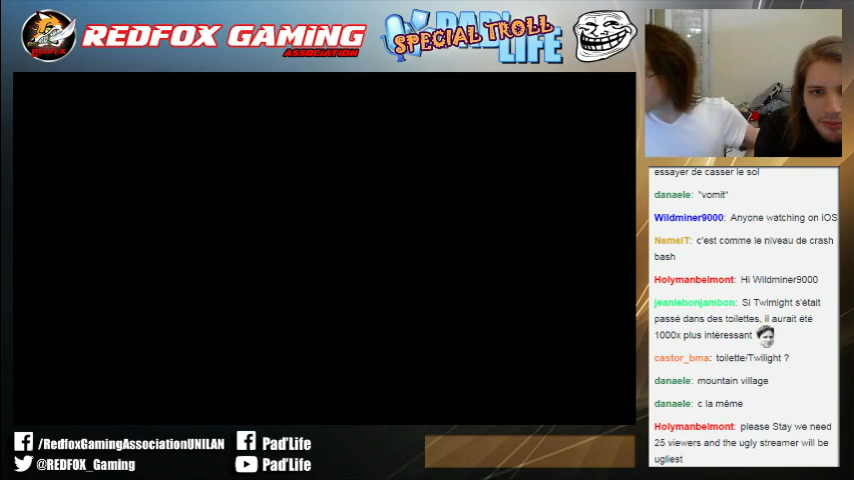 REDFOX GAMING
ASSOCIATION
REDFOX
PAD'LIFE
SPECIAL TROLL
essayer de casser le sol
danaele: *vomit*
Wildminer9000: Anyone watching on iOS
NemeIT: c'est comme le niveau de crash
bash
Holymanbelmont: Hi Wildminer9000
jeanlebonjambon: Si Twimight s'était
passé dans des toilettes, il aurait été
1000x plus intéressant
castor_bma: toilette/Twilight ?
danaele: mountain village
danaele: c la même
Holymanbelmont: please Stay we need
25 viewers and the ugly streamer will be
ugliest
/RedfoxGamingAssociationUNILAN
Pad'Life
@REDFOX_Gaming
Pad'Life